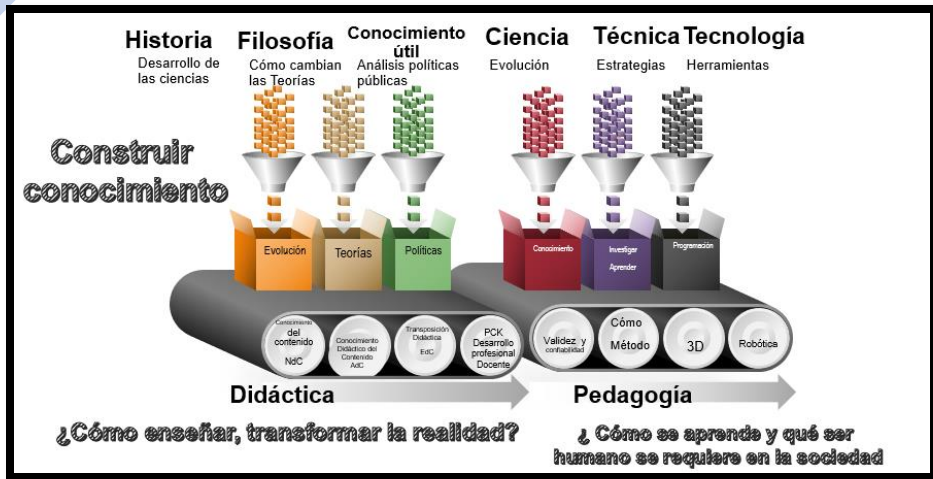 Historia
Desarrollo de
las ciencias
Filosofía
Cómo cambian
las Teorías
Conocimiento
útil
Análisis políticas
públicas
Ciencia
Evolución
Técnica
Estrategias
Tecnología
Herramientas
Construir
conocimiento
Evolución
Teorías
Políticas
Conocimiento
Investigar
Aprender
Programación
Conocimiento
del
contenido
NdC
Conocimiento
Didáctico del
Contenido
AdC
Transposición
Didáctica
EdC
PCK
Desarrollo
profesional
Docente
Validez y
confiabilidad
Cómo
Método
3D
Robótica
Didáctica
Pedagogía
¿Cómo enseñar, transformar la realidad?
¿ Cómo se aprende y qué ser
humano se requiere en la sociedad